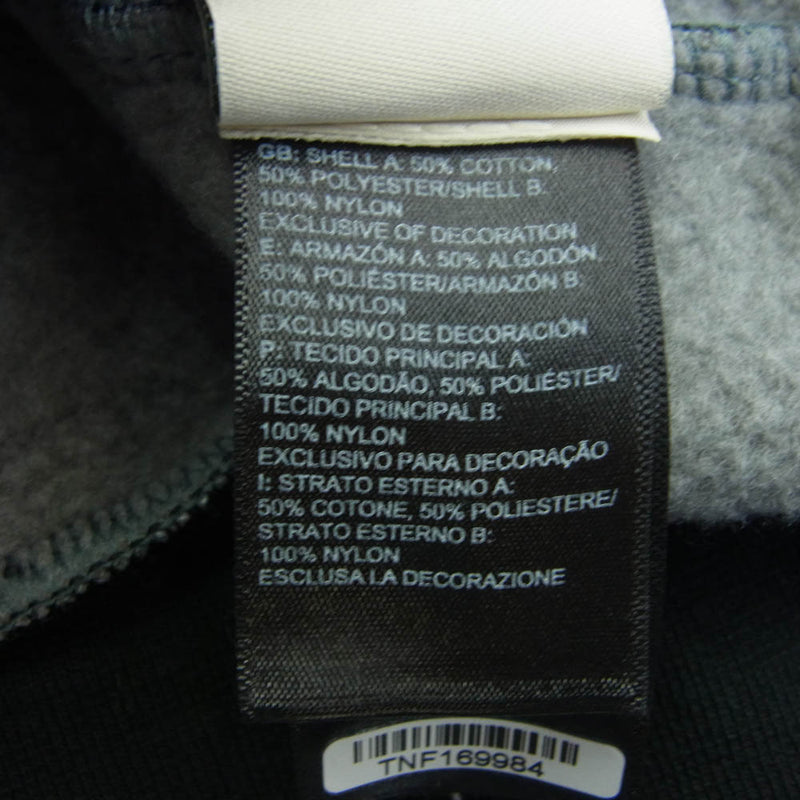 GB: SHELL A: 50% COTTON,
50% POLYESTER/SHELL B:
100% NYLON
EXCLUSIVE OF DECORATION
E: ARMAZÓN A: 50% ALGODÓN,
50% POLIÉSTER/ARMAZÓN B:
100% NYLON
EXCLUSIVO DE DECORACIÓN
P: TECIDO PRINCIPAL A:
50% ALGODÃO, 50% POLIÉSTER/
TECIDO PRINCIPAL B:
100% NYLON
EXCLUSIVO PARA DECORAÇÃO
I: STRATO ESTERNO A:
50% COTONE, 50% POLIESTERE/
STRATO ESTERNO B:
100% NYLON
ESCLUSA LA DECORAZIONE
TNF169984